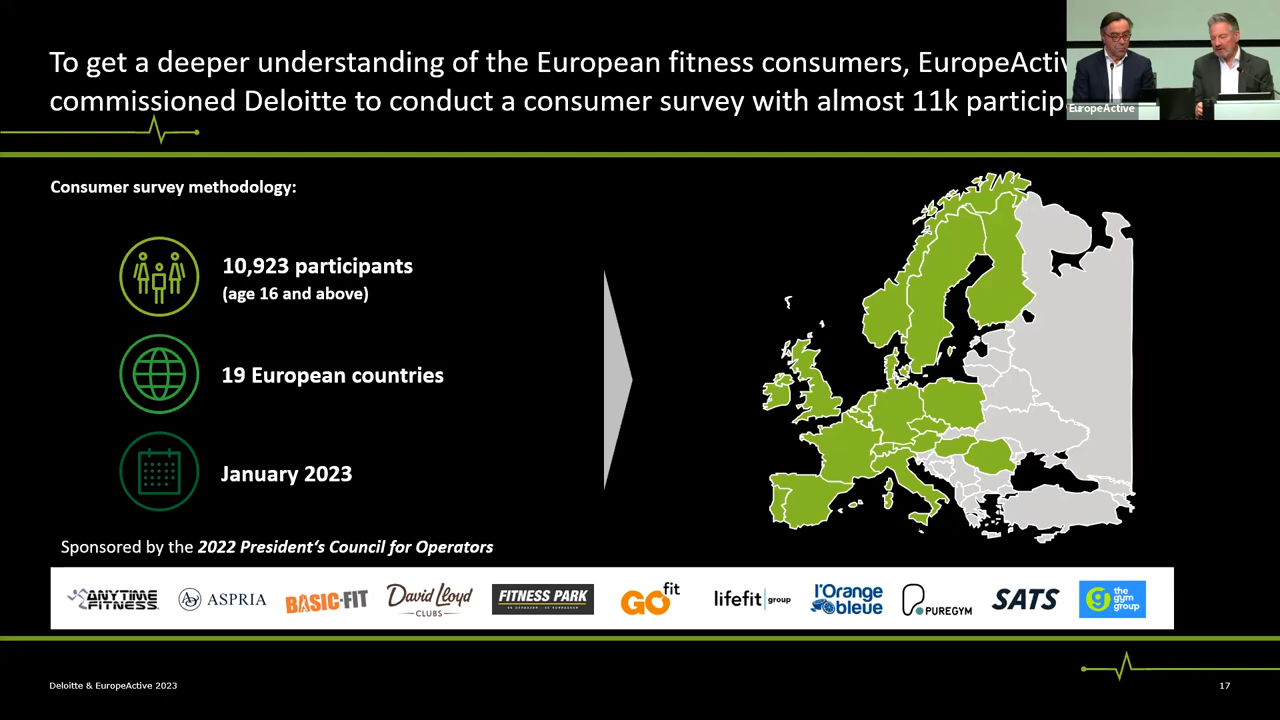 To get a deeper understanding of the European fitness consumers, EuropeActiv
commissioned Deloitte to conduct a consumer survey with almost 11k particip
EuropeActive
Consumer survey methodology:
10,923 participants
(age 16 and above)
19 European countries
January 2023
Sponsored by the 2022 President‘s Council for Operators
ANYTIME
FITNESS.
ASPRIA
BASIC-FIT
David Lloyd
CLUBS
FITNESS PARK
GO fit
lifefit group
l'Orange
bleue
PUREGYM
SATS
the
gym
group
Deloitte & EuropeActive 2023
17